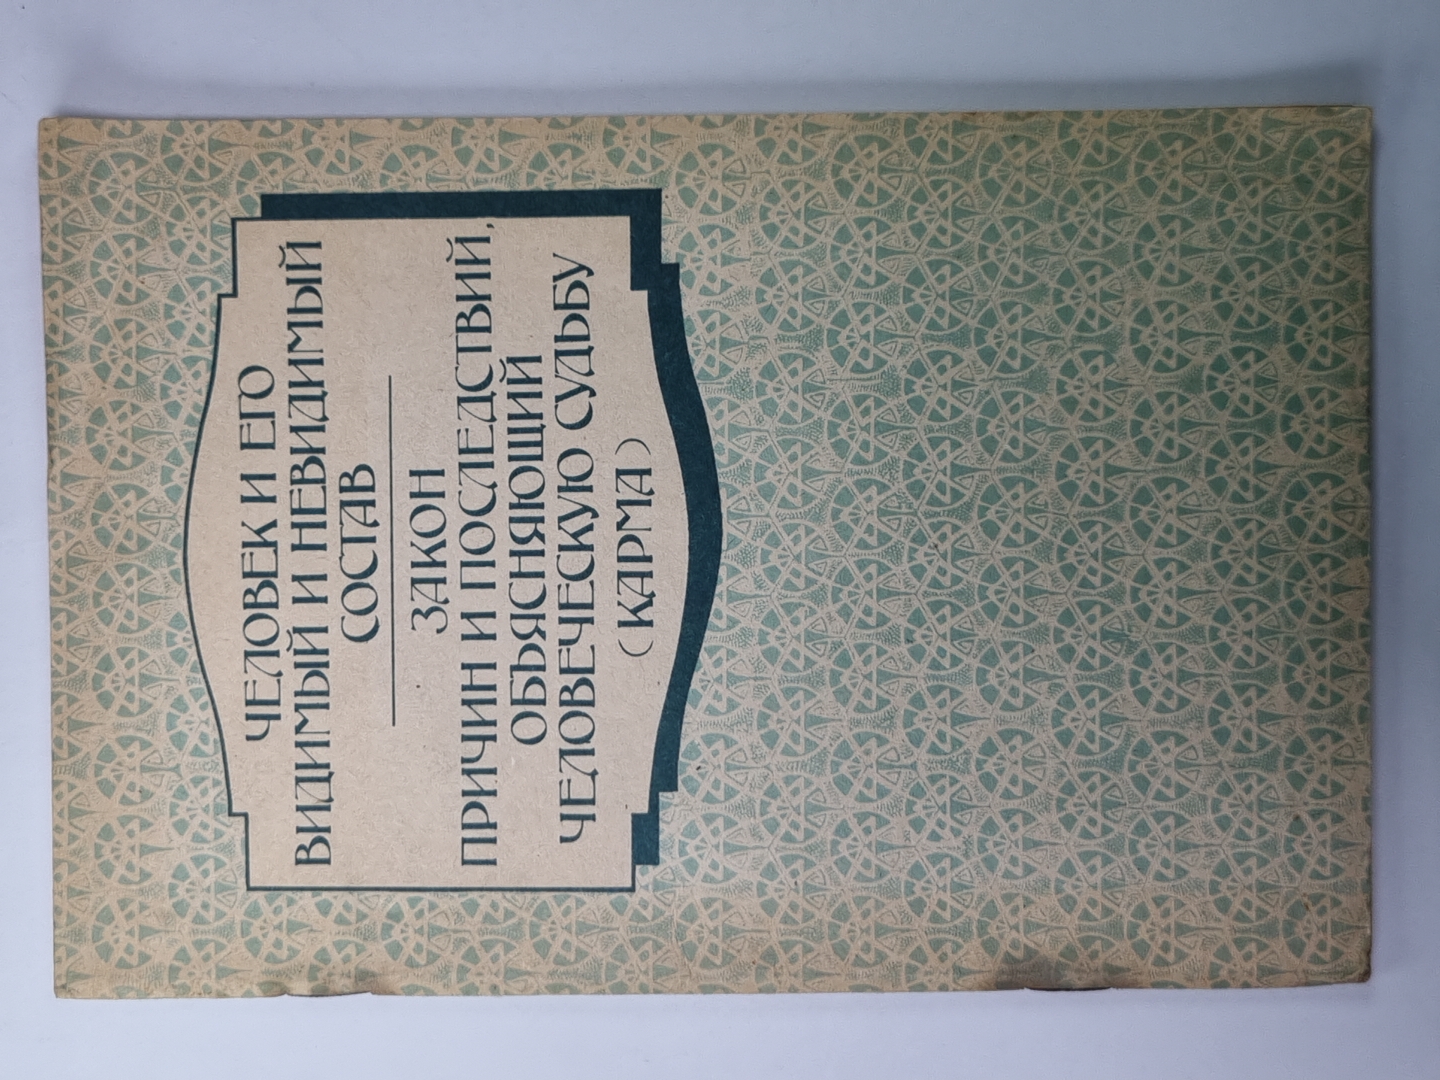 ЧЕЛОВЕК И ЕГО
ВИДИМЫЙ И НЕВИДИМЫЙ
СОСТАВ
ЗАКОН
ПРИЧИН И ПОСЛЕДСТВИЙ,
ОБЪЯСНЯЮЩИЙ
ЧЕЛОВЕЧЕСКУЮ СУДЬБУ
(КАРМА)